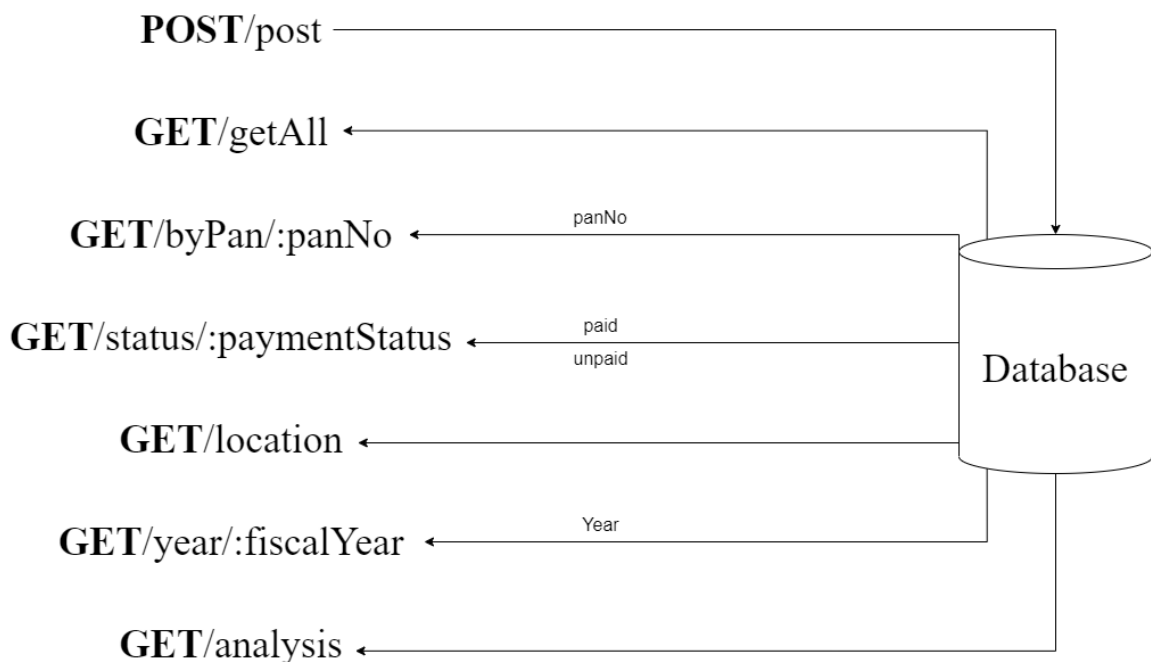 POST/post
GET/getAll
GET/byPan/:panNo
panNo
GET/status/:paymentStatus
paid
unpaid
Database
GET/location
GET/year/:fiscalYear
Year
GET/analysis